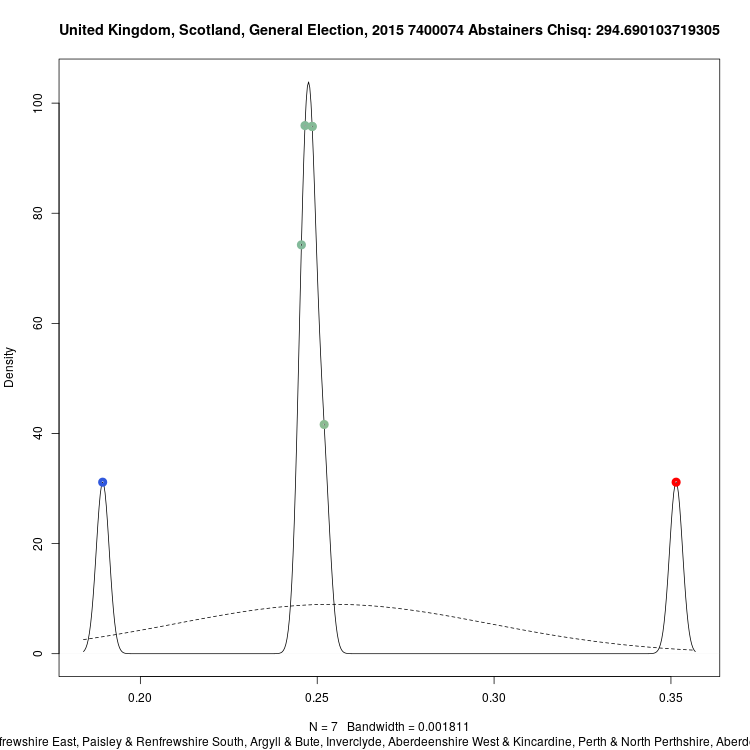 United Kingdom, Scotland, General Election, 2015 7400074 Abstainers Chisq: 294.690103719305
100
80
60
40
20
0
Density
0.20 0.25 0.30 0.35
N = 7 Bandwidth = 0.001811
frewshire East, Paisley & Renfrewshire South, Argyll & Bute, Inverclyde, Aberdeenshire West & Kincardine, Perth & North Perthshire, Aberd